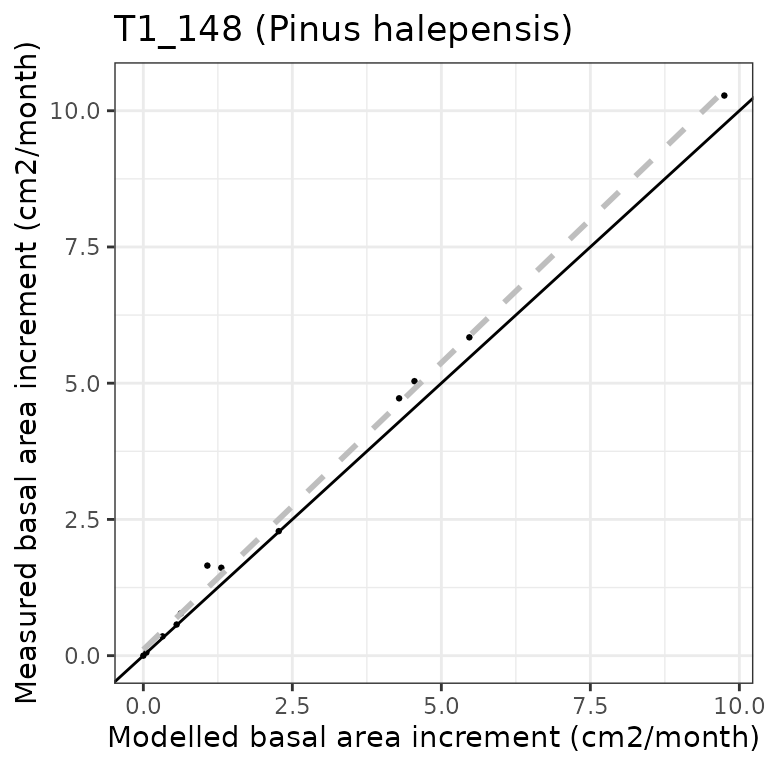 T1_148 (Pinus halepensis)
Measured basal area increment (cm2/month)
10.0
7.5
5.0
2.5
0.0
0.0 2.5 5.0 7.5 10.0
Modelled basal area increment (cm2/month)